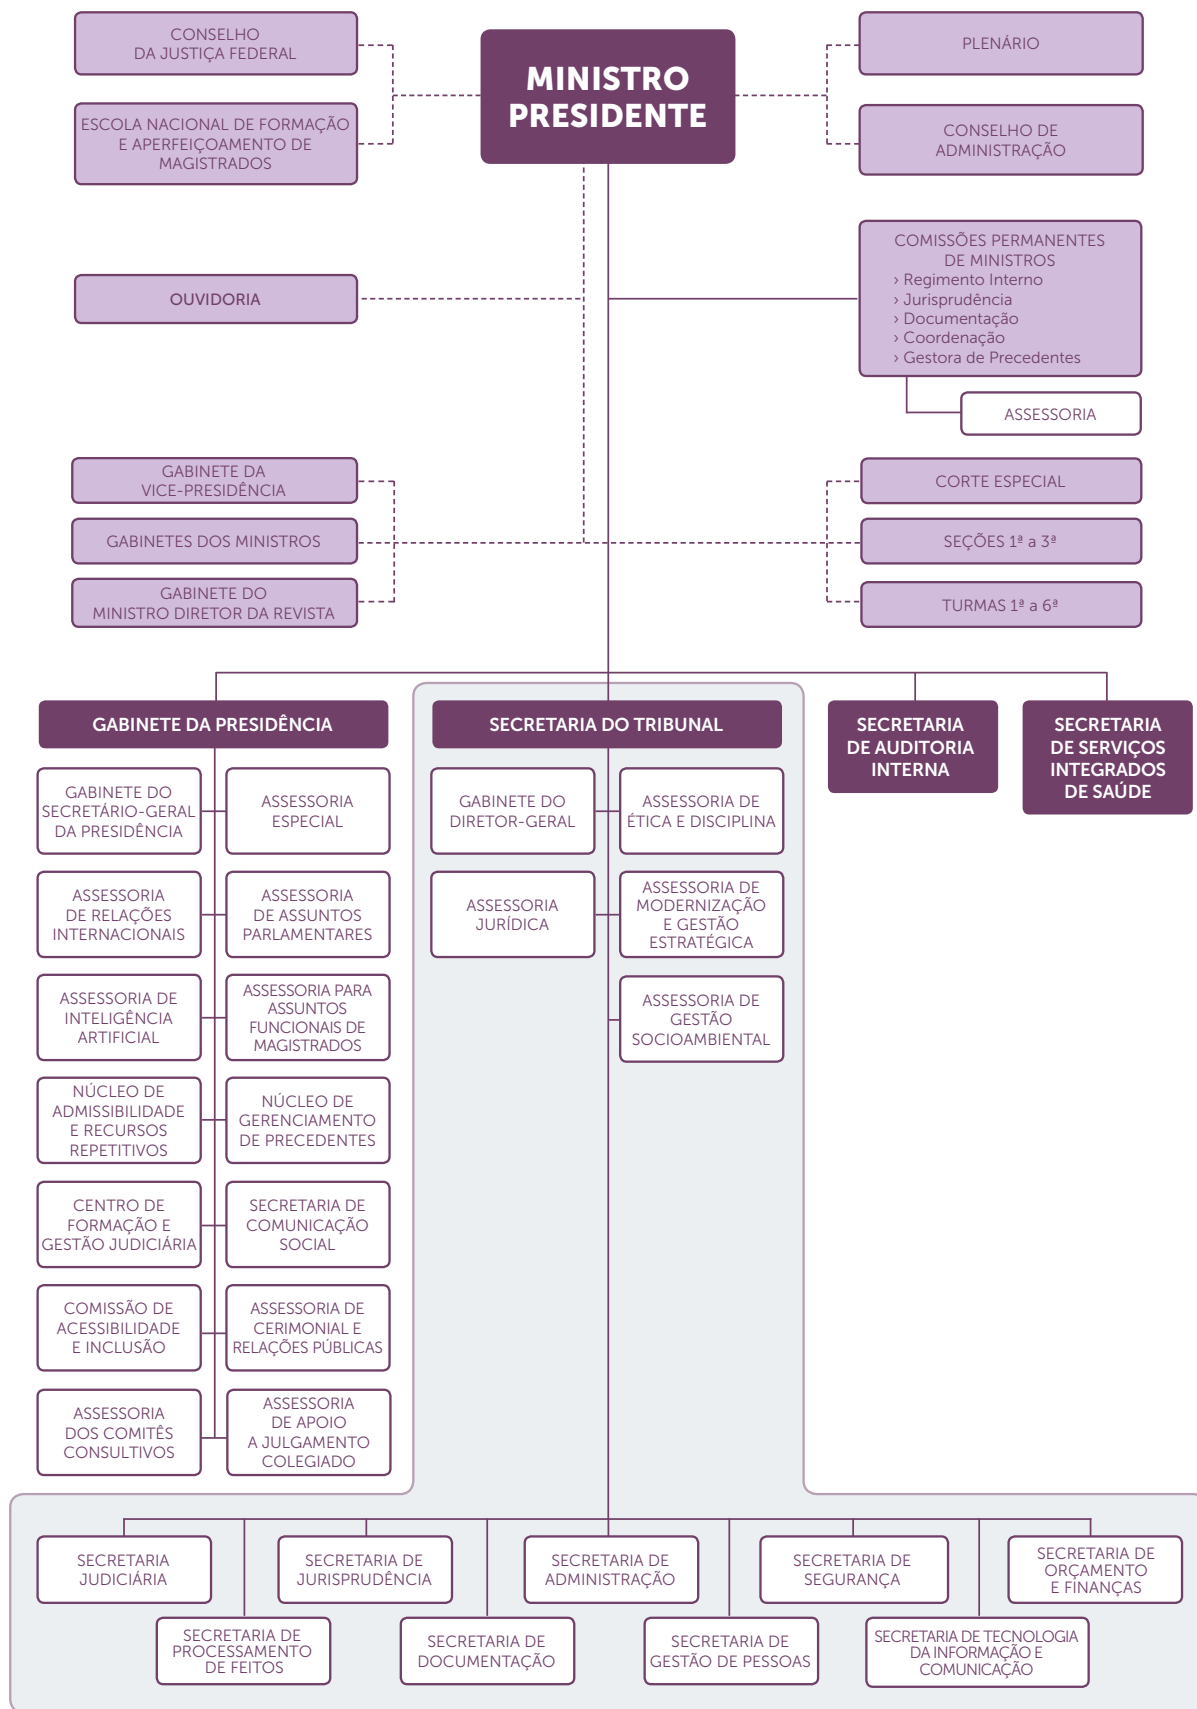 CONSELHO
DA JUSTIÇA FEDERAL
ESCOLA NACIONAL DE FORMAÇÃO
E APERFEIÇOAMENTO DE
MAGISTRADOS
MINISTRO
PRESIDENTE
PLENÁRIO
CONSELHO DE
ADMINISTRAÇÃO
OUVIDORIA
COMISSÕES PERMANENTES
DE MINISTROS
› Regimento Interno
› Jurisprudência
› Documentação
› Coordenação
› Gestora de Precedentes
ASSESSORIA
GABINETE DA
VICE-PRESIDÊNCIA
GABINETES DOS MINISTROS
GABINETE DO
MINISTRO DIRETOR DA REVISTA
CORTE ESPECIAL
SEÇÕES 1ª a 3ª
TURMAS 1ª a 6ª
GABINETE DA PRESIDÊNCIA
SECRETARIA DO TRIBUNAL
SECRETARIA
DE AUDITORIA
INTERNA
SECRETARIA
DE SERVIÇOS
INTEGRADOS
DE SAÚDE
GABINETE DO
SECRETÁRIO-GERAL
DA PRESIDÊNCIA
ASSESSORIA
ESPECIAL
ASSESSORIA
DE RELAÇÕES
INTERNACIONAIS
ASSESSORIA
DE ASSUNTOS
PARLAMENTARES
ASSESSORIA DE
INTELIGÊNCIA
ARTIFICIAL
ASSESSORIA PARA
ASSUNTOS
FUNCIONAIS DE
MAGISTRADOS
NÚCLEO DE
ADMISSIBILIDADE
E RECURSOS
REPETITIVOS
NÚCLEO DE
GERENCIAMENTO
DE PRECEDENTES
CENTRO DE
FORMAÇÃO E
GESTÃO JUDICIÁRIA
SECRETARIA DE
COMUNICAÇÃO
SOCIAL
COMISSÃO DE
ACESSIBILIDADE
E INCLUSÃO
ASSESSORIA DE
CERIMONIAL E
RELAÇÕES PÚBLICAS
ASSESSORIA
DOS COMITÊS
CONSULTIVOS
ASSESSORIA
DE APOIO
A JULGAMENTO
COLEGIADO
GABINETE DO
DIRETOR-GERAL
ASSESSORIA DE
ÉTICA E DISCIPLINA
ASSESSORIA
JURÍDICA
ASSESSORIA DE
MODERNIZAÇÃO
E GESTÃO
ESTRATÉGICA
ASSESSORIA DE
GESTÃO
SOCIOAMBIENTAL
SECRETARIA
JUDICIÁRIA
SECRETARIA DE
JURISPRUDÊNCIA
SECRETARIA DE
ADMINISTRAÇÃO
SECRETARIA DE
SEGURANÇA
SECRETARIA DE
ORÇAMENTO
E FINANÇAS
SECRETARIA DE
PROCESSAMENTO
DE FEITOS
SECRETARIA DE
DOCUMENTAÇÃO
SECRETARIA DE
GESTÃO DE PESSOAS
SECRETARIA DE TECNOLOGIA
DA INFORMAÇÃO E
COMUNICAÇÃO